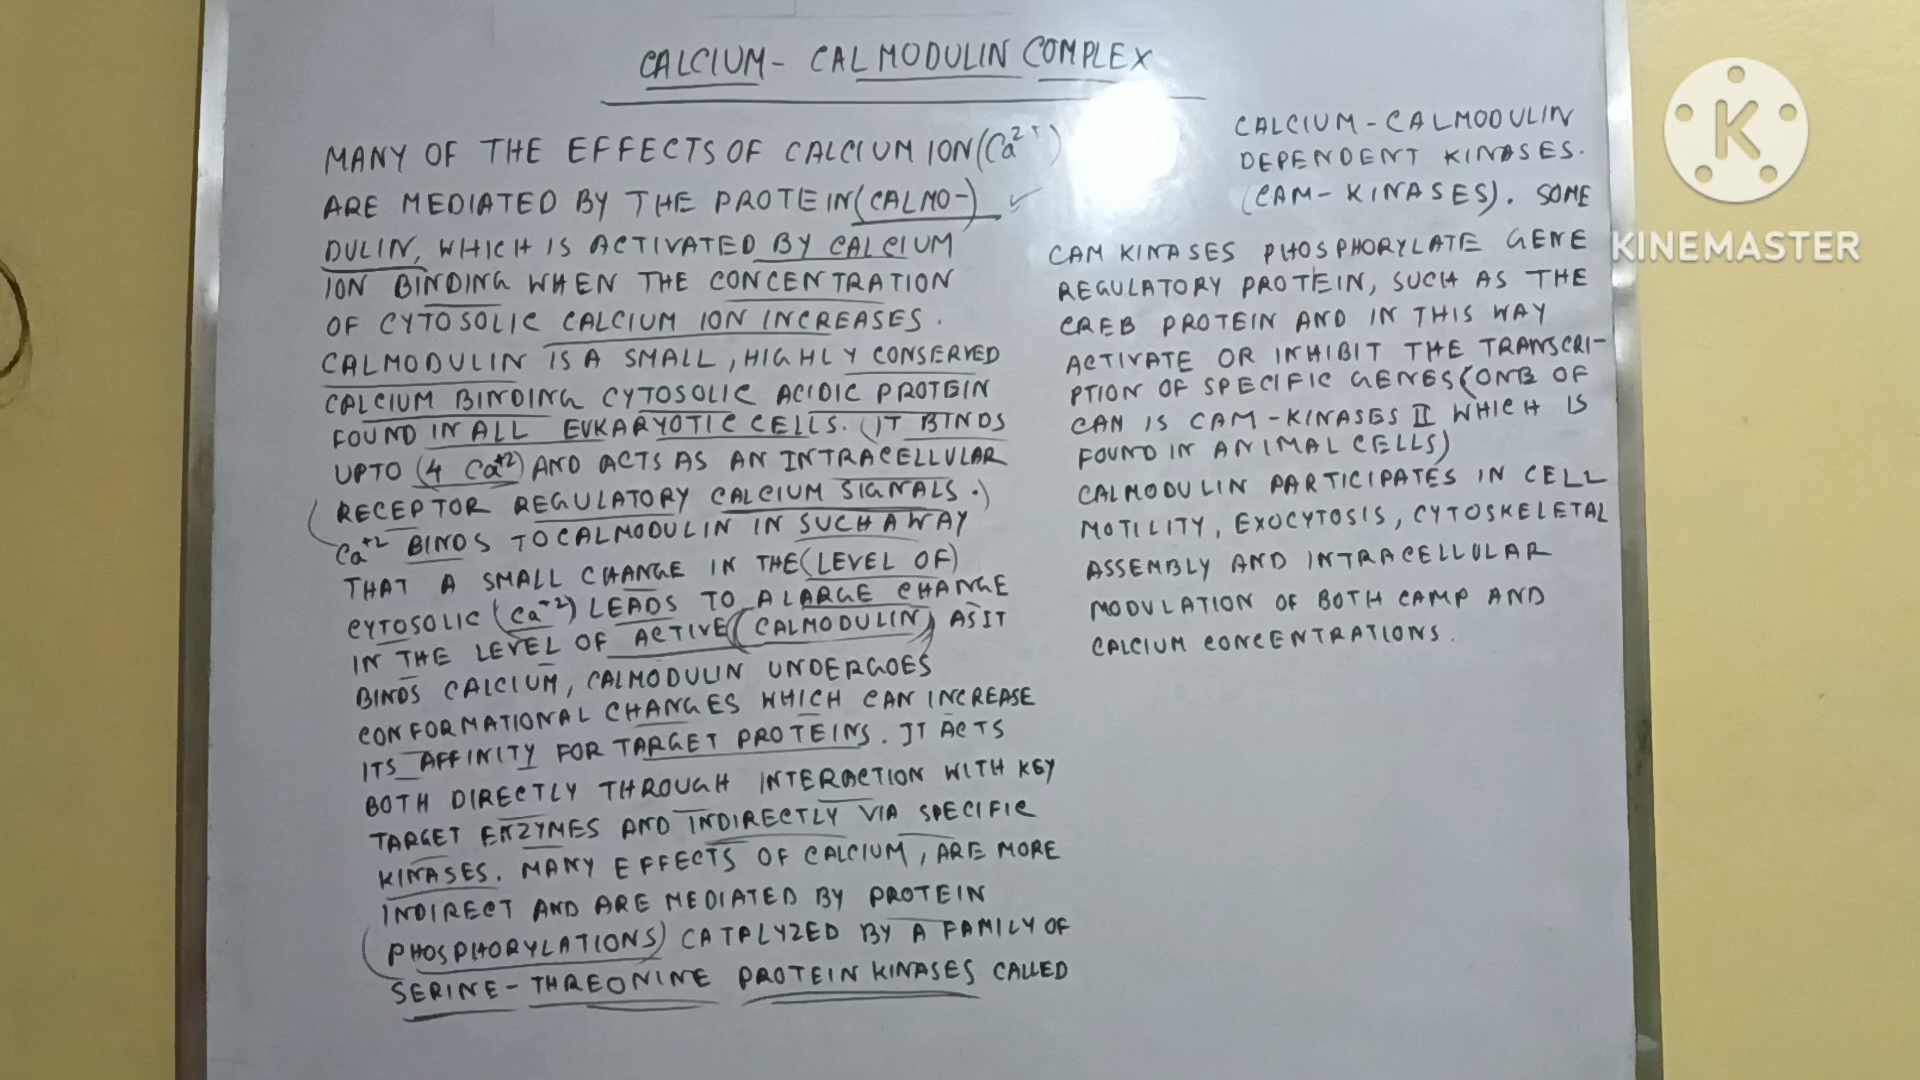 CALCIUM- CALMODULIN COMPLEX
MANY OF THE EFFECTS OF CALCIUM ION (Ca2+)
ARE MEDIATED BY THE PROTEIN (CALMO-)
DULIN, WHICH IS ACTIVATED BY CALCIUM
ION BINDING WHEN THE CONCENTRATION
OF CYTOSOLIC CALCIUM ION INCREASES.
CALMODULIN IS A SMALL, HIGHLY CONSERVED
CALCIUM BINDING CYTOSOLIC ACIDIC PROTEIN
FOUND IN ALL EUKARYOTIC CELLS. (IT BINDS
UPTO (4 Ca+2) AND ACTS AS AN INTRACELLULAR
RECEPTOR REGULATORY CALCIUM SIGNALS.)
Ca+2 BINDS TO CALMODULIN IN SUCH A WAY
THAT A SMALL CHANGE IN THE (LEVEL OF)
CYTOSOLIC (Ca+2) LEADS TO A LARGE CHANGE
IN THE LEVEL OF ACTIVE (CALMODULIN) AS IT
BINDS CALCIUM, CALMODULIN UNDERGOES
CONFORMATIONAL CHANGES WHICH CAN INCREASE
ITS AFFINITY FOR TARGET PROTEINS. IT ACTS
BOTH DIRECTLY THROUGH INTERACTION WITH KEY
TARGET ENZYMES AND INDIRECTLY VIA SPECIFIC
KINASES. MANY EFFECTS OF CALCIUM, ARE MORE
INDIRECT AND ARE MEDIATED BY PROTEIN
(PHOSPHORYLATIONS) CATALYZED BY A FAMILY OF
SERINE-THREONINE PROTEIN KINASES CALLED
CALCIUM-CALMODULIN
DEPENDENT KINASES.
(CAM-KINASES). SOME
CAM KINASES PHOSPHORYLATE GENE
REGULATORY PROTEIN, SUCH AS THE
CREB PROTEIN AND IN THIS WAY
ACTIVATE OR INHIBIT THE TRANSCRI-
PTION OF SPECIFIC GENES (ONE OF
CAN IS CAM-KINASES II WHICH IS
FOUND IN ANIMAL CELLS)
CALMODULIN PARTICIPATES IN CELL
MOTILITY, EXOCYTOSIS, CYTOSKELETAL
ASSEMBLY AND INTRACELLULAR
MODULATION OF BOTH CAMP AND
CALCIUM CONCENTRATIONS.
K
KINEMASTER